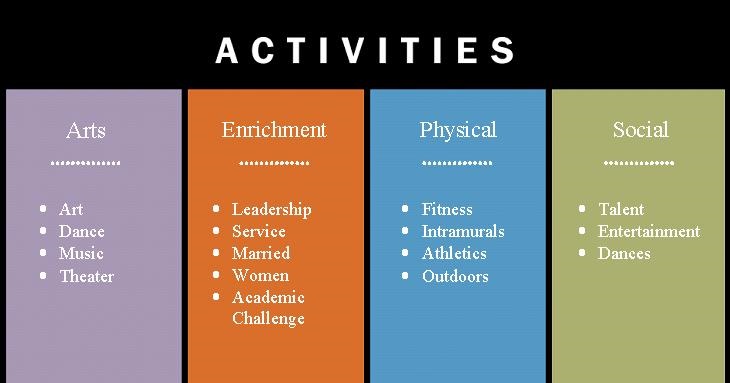 ACTIVITIES
Arts
• Art
• Dance
• Music
• Theater
Enrichment
• Leadership
• Service
• Married
• Women
• Academic
Challenge
Physical
• Fitness
• Intramurals
• Athletics
• Outdoors
Social
• Talent
• Entertainment
• Dances